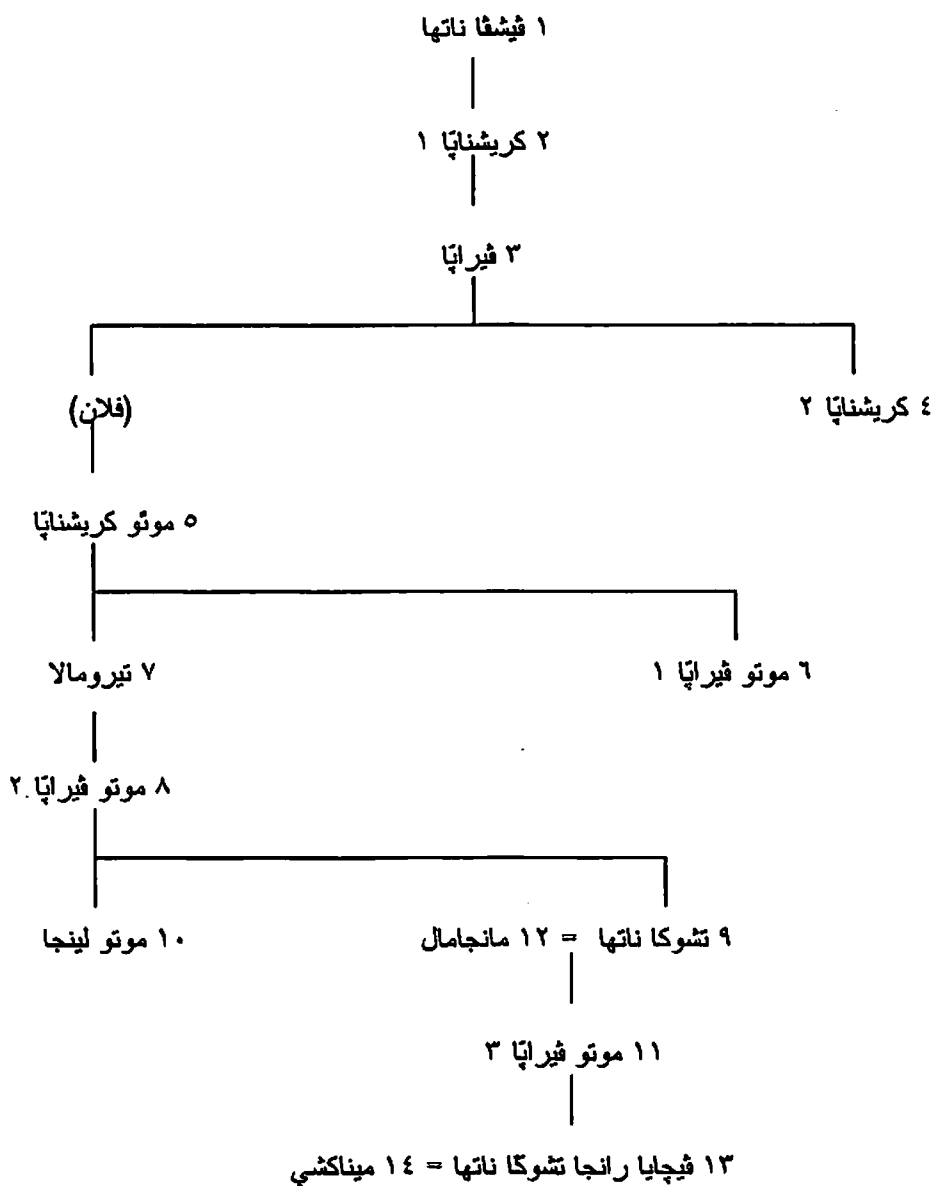 ١ ڤيشڤا ناتها
٢ كريشناپّا ١
٣ ڤيراپّا
٤ كريشناپّا ٢
(فلان)
٥ موتو كريشناپّا
٦ موتو ڤيراپّا ١
٧ تيرومالا
٨ موتو ڤيراپّا ٢
٩ تشوكا ناتها = ١٢ مانجامال
١٠ موتو لينجا
١١ موتو ڤيراپّا ٣
١٣ ڤيچايا رانجا تشوكّا ناتها = ١٤ ميناكشي